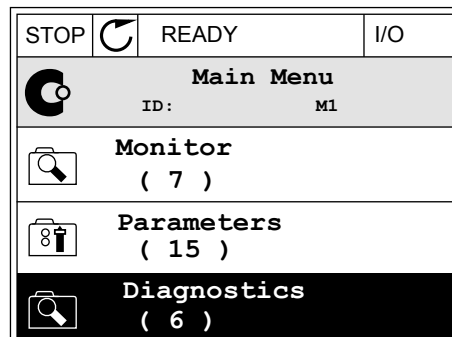 STOP READY I/O
Main Menu
ID: M1
Monitor
( 7 )
Parameters
( 15 )
Diagnostics
( 6 )